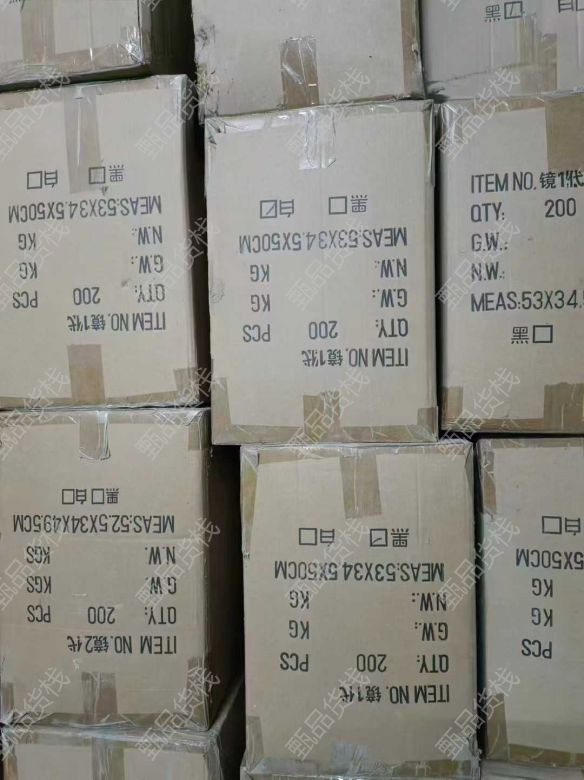 黑☑
ITEM NO.镜1代
QTY: 200 PCS
G.W.: KG
N.W.: KG
MEAS:53X34.5X50CM
黑□ 白□
ITEM NO.镜1代
QTY: 200 PCS
G.W.: KG
N.W.: KG
MEAS:53X34.5X50CM
黑□ 白☑
ITEM NO.镜1代
QTY: 200
G.W.:
N.W.:
MEAS:53X34.5
黑□
ITEM NO.镜2代
QTY: 200 PCS
G.W. KGS
N.W. KGS
MEAS:52.5X34X49.5CM
黑□白□
ITEM NO.镜1代
QTY: 200 PCS
G.W.: KG
N.W.: KG
MEAS:53X34.5X50CM
黑☑ 白□
PCS
KG
KG
5X50CM
白□
甄品货栈